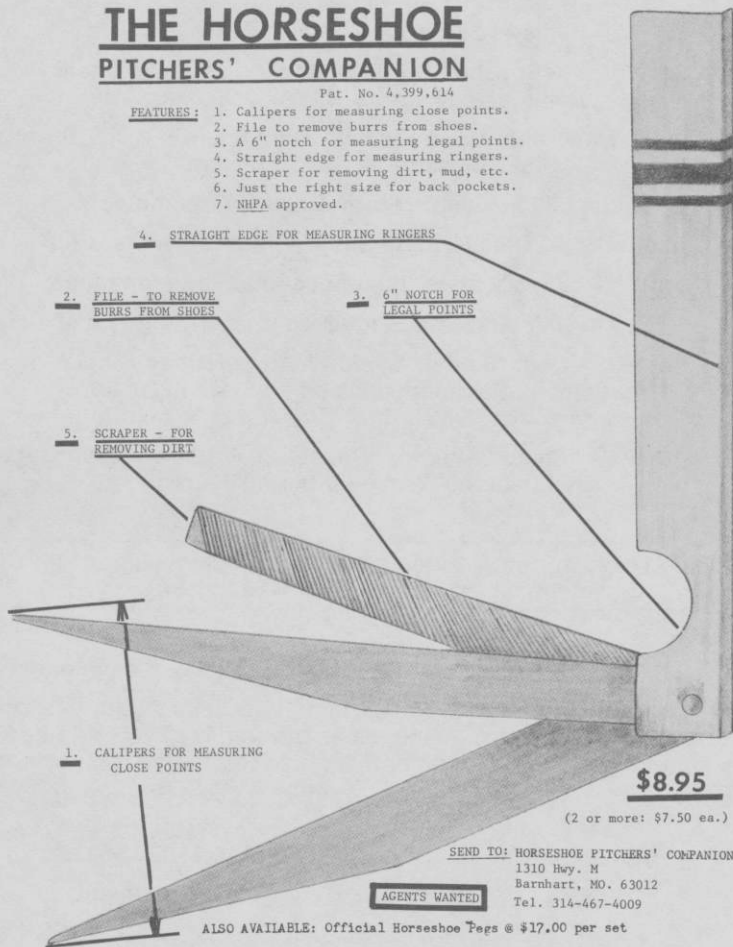 THE HORSESHOE
PITCHERS' COMPANION
Pat. No. 4,399,614
FEATURES: 1. Calipers for measuring close points.
2. File to remove burrs from shoes.
3. A 6" notch for measuring legal points.
4. Straight edge for measuring ringers.
5. Scraper for removing dirt, mud, etc.
6. Just the right size for back pockets.
7. NHPA approved.
4. STRAIGHT EDGE FOR MEASURING RINGERS
2. FILE - TO REMOVE
BURRS FROM SHOES
3. 6" NOTCH FOR
LEGAL POINTS
5. SCRAPER - FOR
REMOVING DIRT
1. CALIPERS FOR MEASURING
CLOSE POINTS
$8.95
(2 or more: $7.50 ea.)
SEND TO: HORSESHOE PITCHERS' COMPANION
1310 Hwy. M
Barnhart, MO. 63012
Tel. 314-467-4009
AGENTS WANTED
ALSO AVAILABLE: Official Horseshoe Pegs @ $17.00 per set